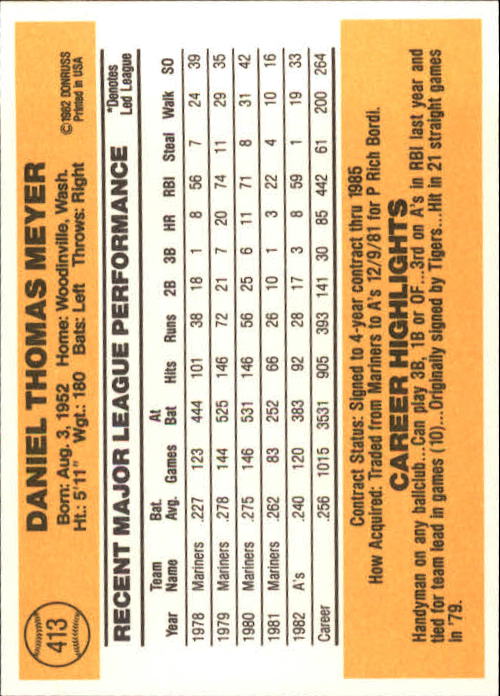 413
DANIEL THOMAS MEYER
©1982 DONRUSS
Printed in USA
Born: Aug. 3, 1952 Home: Woodinville, Wash.
Ht.: 5'11" Wgt.: 180 Bats: Left Throws: Right
RECENT MAJOR LEAGUE PERFORMANCE
*Denotes
Led League
Year Team Name Bat. Avg. Games At Bat Hits Runs 2B 3B HR RBI Steal Walk SO
1978 Mariners .227 123 444 101 38 18 1 8 56 7 24 39
1979 Mariners .278 144 525 146 72 21 7 20 74 11 29 35
1980 Mariners .275 146 531 146 56 25 6 11 71 8 31 42
1981 Mariners .262 83 252 66 26 10 1 3 22 4 10 16
1982 A's .240 120 383 92 28 17 3 8 59 1 19 33
Career .256 1015 3531 905 393 141 30 85 442 61 200 264
Contract Status: Signed to 4-year contract thru 1985
How Acquired: Traded from Mariners to A's 12/9/81 for P Rich Bordi.
CAREER HIGHLIGHTS
Handyman on any ballclub...Can play 3B, 1B or OF...3rd on A's in RBI last year and
tied for team lead in games (10)...Originally signed by Tigers...Hit in 21 straight games
in '79.